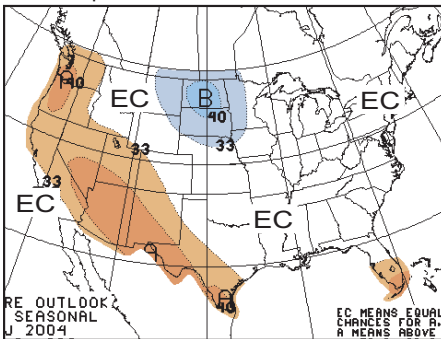 A
40
EC
B
40
EC
33
33
33
EC
EC
A
A
40
RE OUTLOOK
SEASONAL
J 2004
EC MEANS EQUAL
CHANCES FOR A,
A MEANS ABOVE